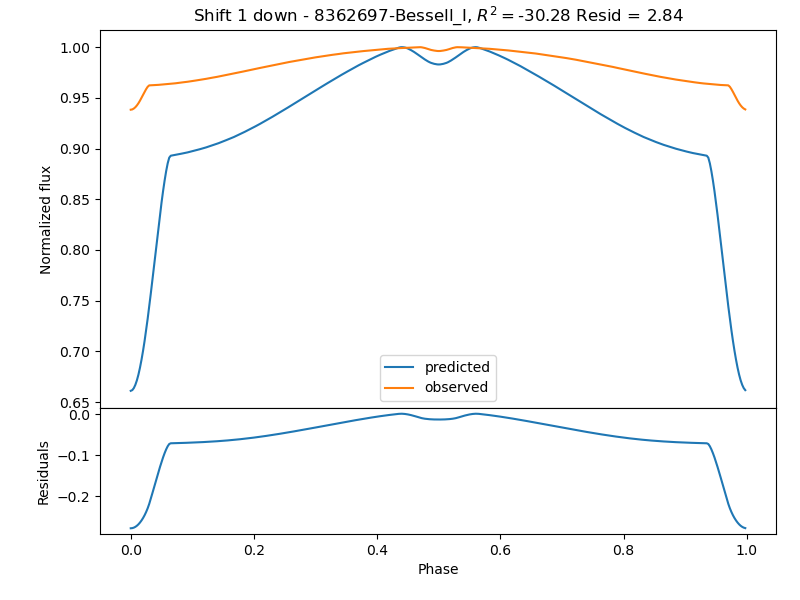 Shift 1 down - 8362697-Bessell_I, R² =-30.28 Resid = 2.84
Normalized flux
1.00
0.95
0.90
0.85
0.80
0.75
0.70
0.65
predicted
observed
Residuals
0.0
−0.1
−0.2
0.0 0.2 0.4 0.6 0.8 1.0
Phase